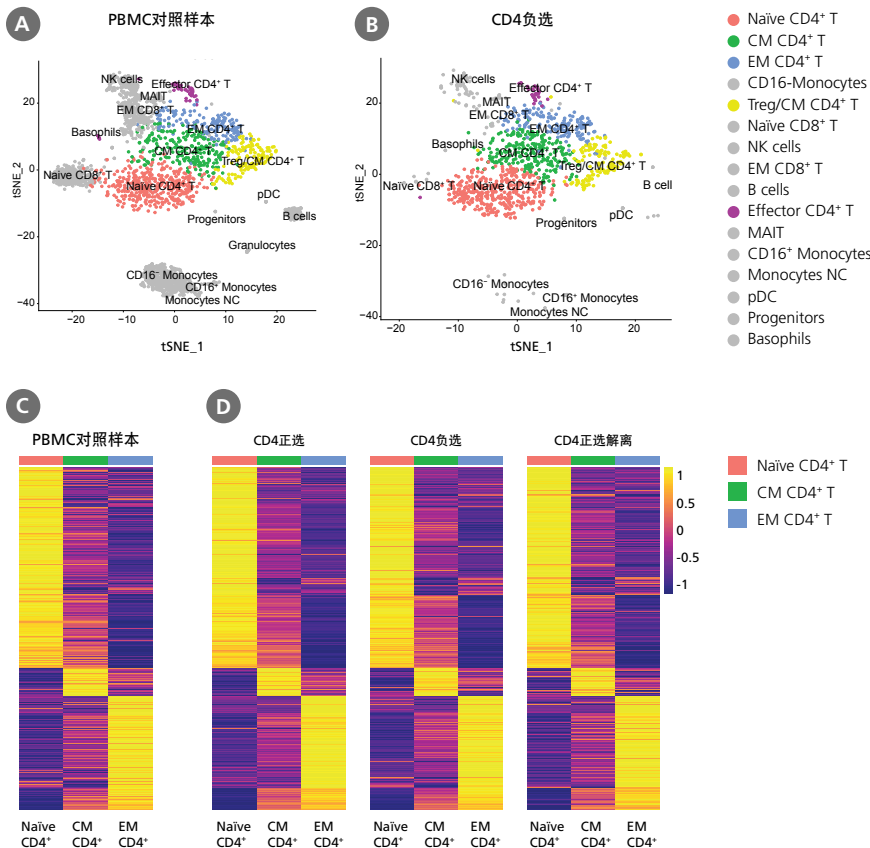 A
PBMC对照样本
NK cells
Effector CD4⁺ T
MAIT
EM CD8⁺ T
Basophils
EM CD4⁺ T
CM CD4⁺ T
Treg/CM CD4⁺ T
Naive CD8⁺ T
Naïve CD4⁺ T
pDC
Progenitors
B cells
Granulocytes
CD16⁻ Monocytes
CD16⁺ Monocytes
Monocytes NC
tSNE_2
20
0
−20
−40
−20
−10
0
10
20
tSNE_1
B
CD4负选
NK cells
Effector CD4⁺ T
MAIT
EM CD8⁺ T
EM CD4⁺ T
Basophils
CM CD4⁺ T
Treg/CM CD4⁺ T
Naïve CD8⁺ T
Naïve CD4⁺ T
B cell
pDC
Progenitors
CD16⁻ Monocytes
CD16⁺ Monocytes
Monocytes NC
tSNE_2
20
0
−20
−40
−20
−10
0
10
20
tSNE_1
Naïve CD4⁺ T
CM CD4⁺ T
EM CD4⁺ T
CD16-Monocytes
Treg/CM CD4⁺ T
Naïve CD8⁺ T
NK cells
EM CD8⁺ T
B cells
Effector CD4⁺ T
MAIT
CD16⁺ Monocytes
Monocytes NC
pDC
Progenitors
Basophils
C
PBMC对照样本
Naïve CD4⁺
CM CD4⁺
EM CD4⁺
D
CD4正选
Naïve CD4⁺
CM CD4⁺
EM CD4⁺
CD4负选
Naïve CD4⁺
CM CD4⁺
EM CD4⁺
CD4正选解离
Naïve CD4⁺
CM CD4⁺
EM CD4⁺
1
0
-0.5
-1
Naïve CD4⁺ T
CM CD4⁺ T
EM CD4⁺ T